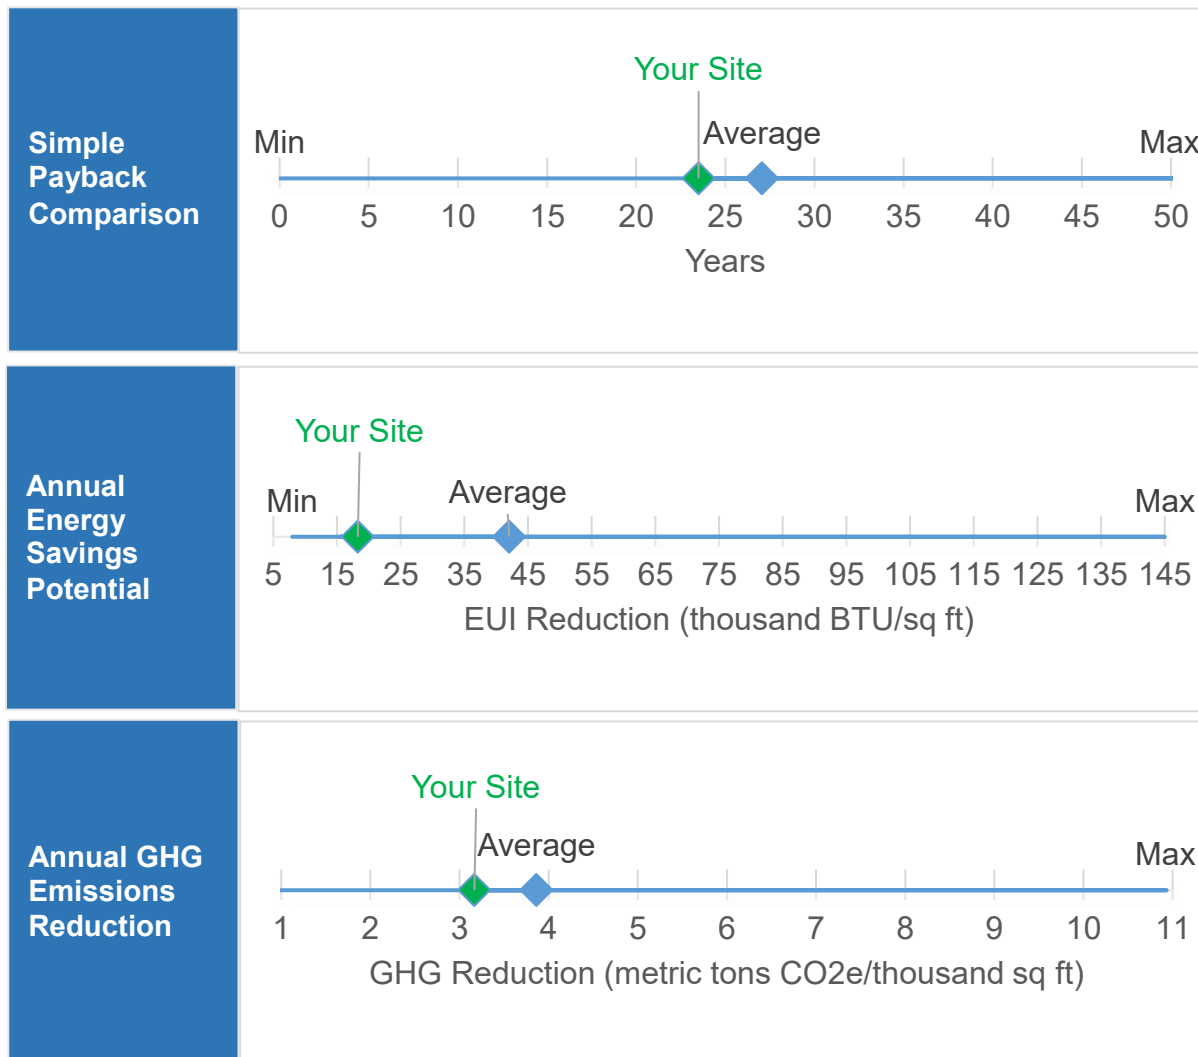 Simple
Payback
Comparison
Your Site
Average
Min
Max
0 5 10 15 20 25 30 35 40 45 50
Years
Annual
Energy
Savings
Potential
Your Site
Average
Min
Max
5 15 25 35 45 55 65 75 85 95 105 115 125 135 145
EUI Reduction (thousand BTU/sq ft)
Annual GHG
Emissions
Reduction
Your Site
Average
Max
1 2 3 4 5 6 7 8 9 10 11
GHG Reduction (metric tons CO2e/thousand sq ft)